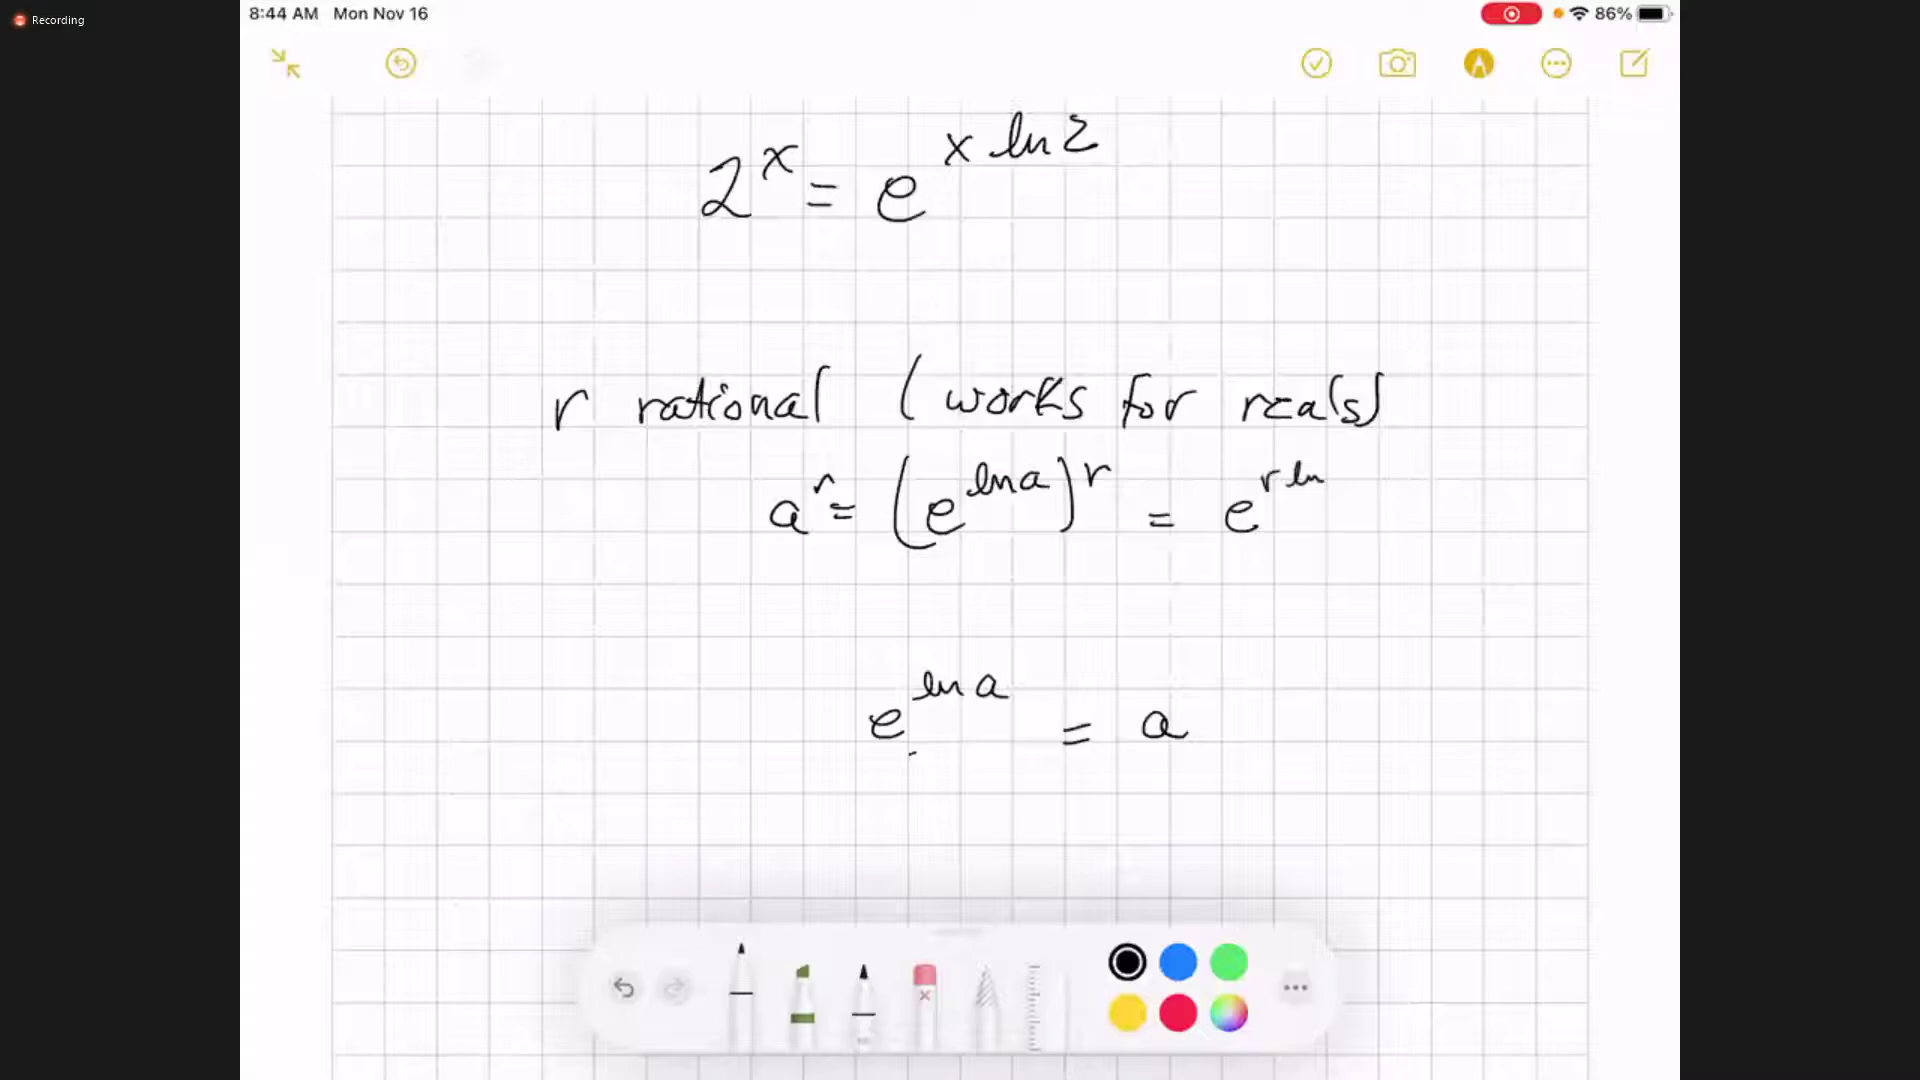 Recording
8:44 AM Mon Nov 16
86%
2^x = e^{x ln 2}
r rational (works for reals)
a^r = (e^{ln a})^r = e^{r ln}
e^{ln a} = a